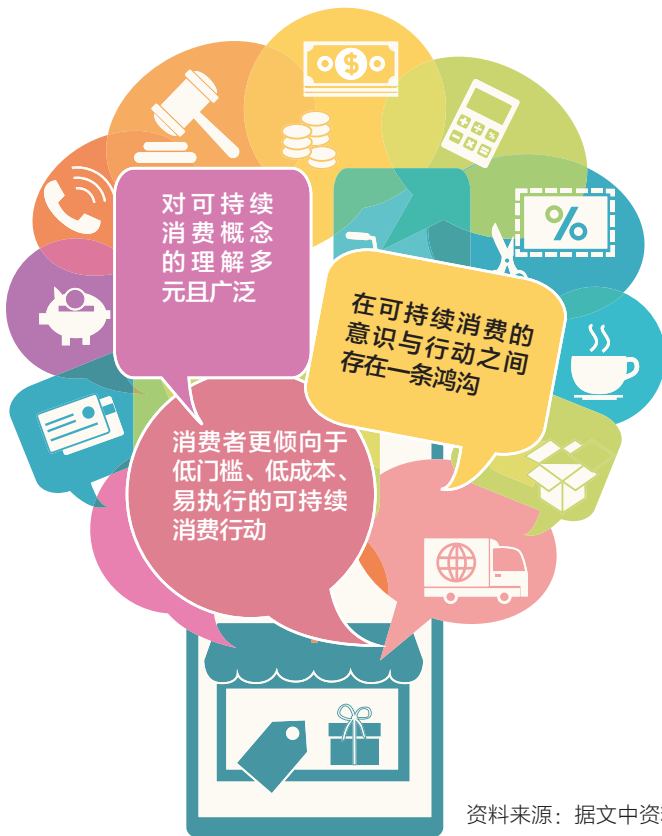 对可持续
消费概念
的理解多
元且广泛
在可持续消费的
意识与行动之间
存在一条鸿沟
消费者更倾向于
低门槛、低成本、
易执行的可持续
消费行动
$
%
资料来源：据文中资